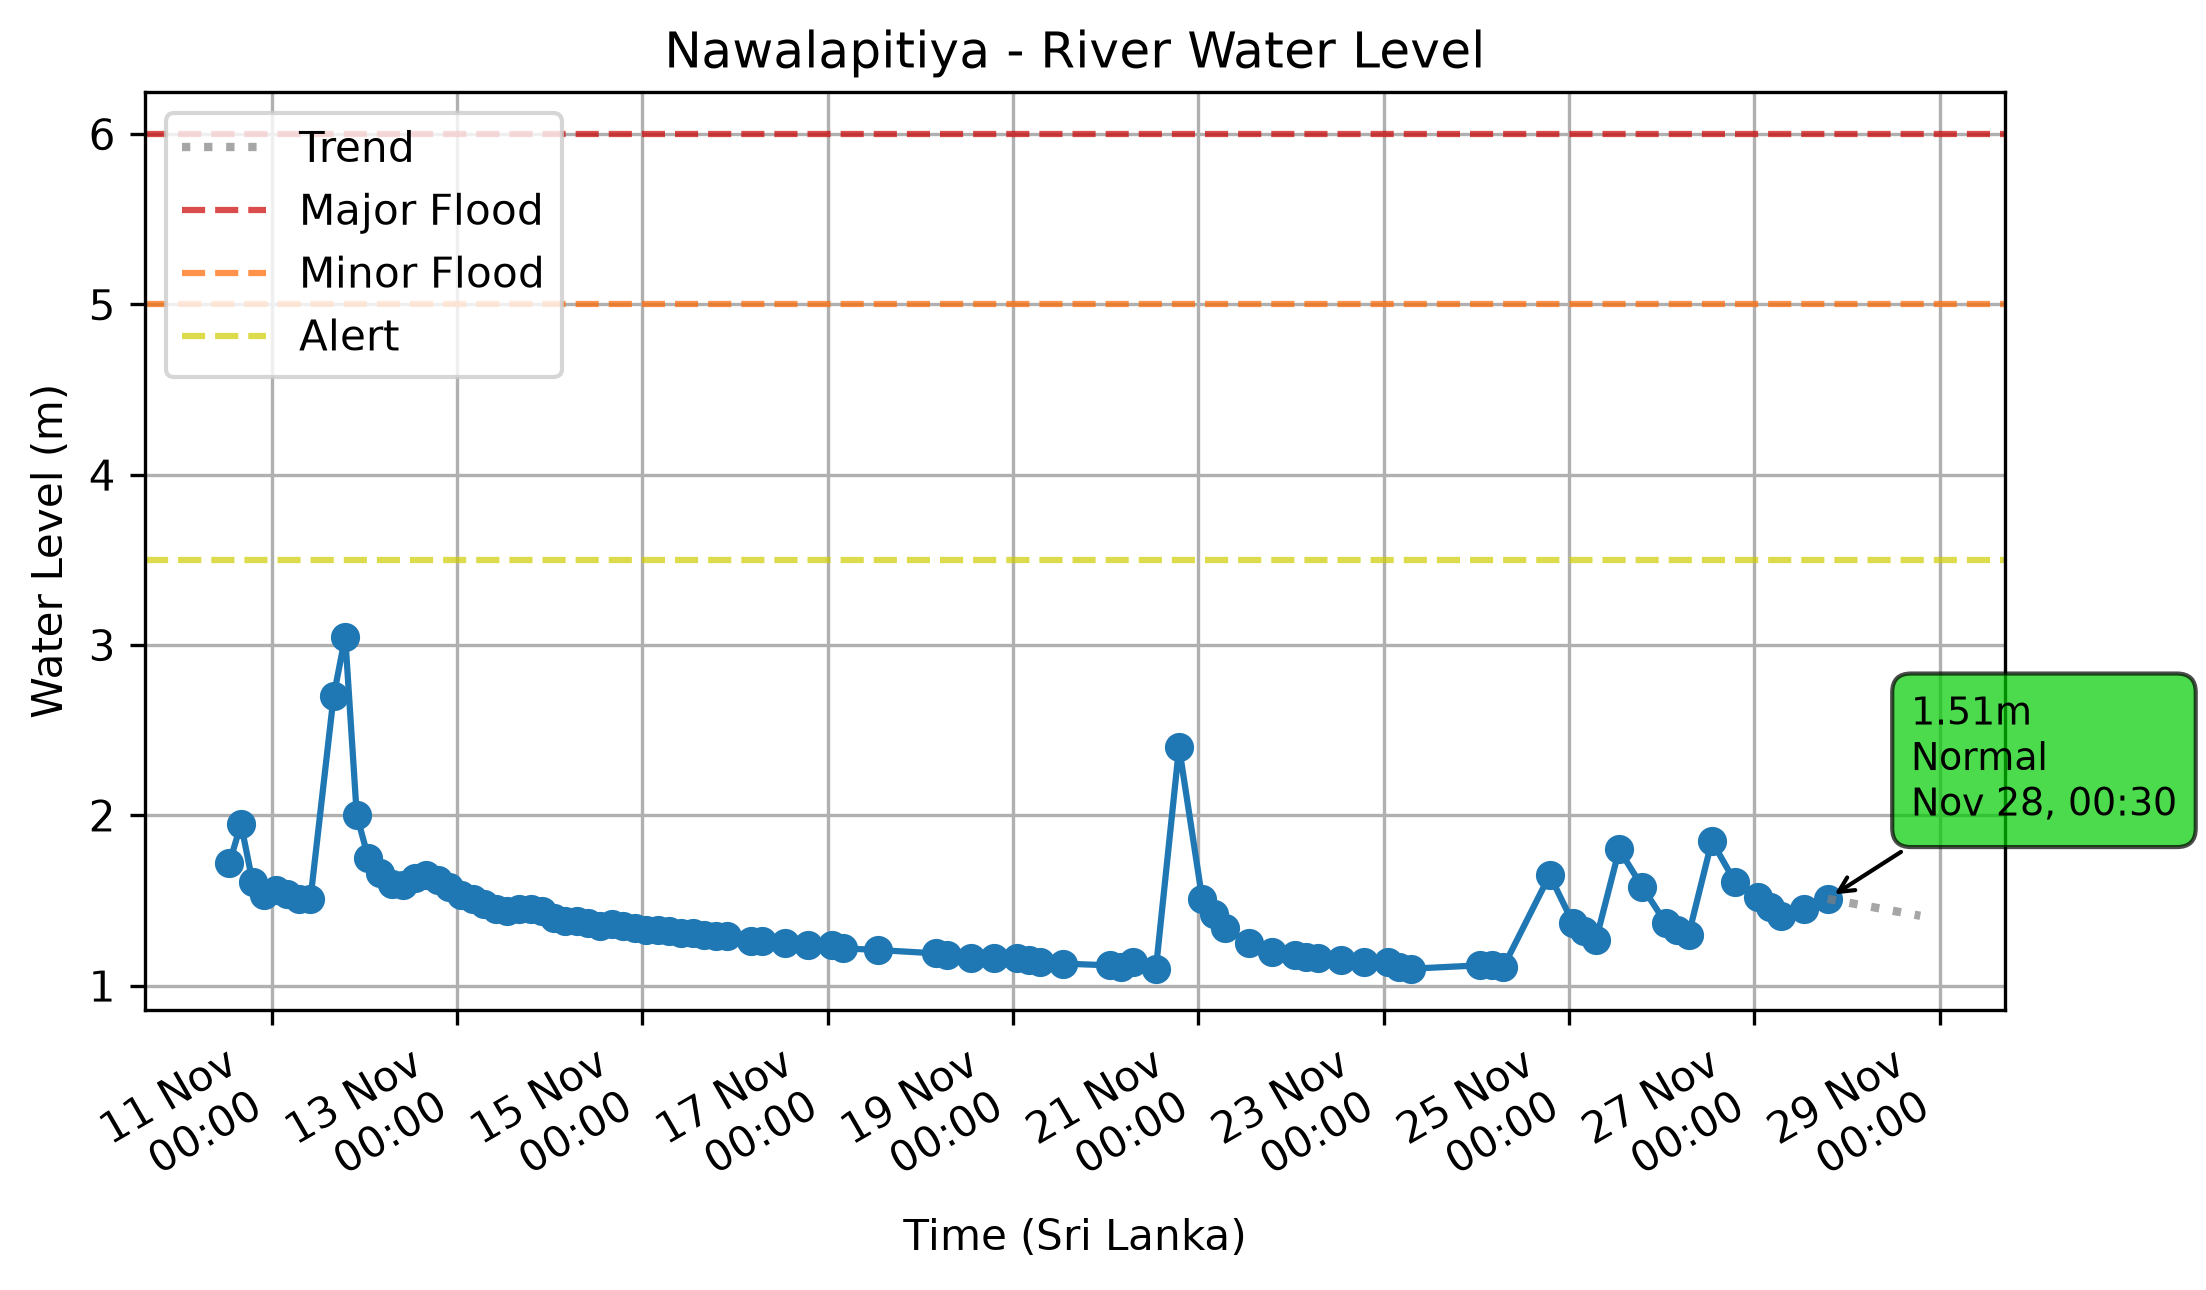 Nawalapitiya - River Water Level
Trend
Major Flood
Minor Flood
Alert
Water Level (m)
6
5
4
3
2
1
1.51m
Normal
Nov 28, 00:30
11 Nov
00:00
13 Nov
00:00
15 Nov
00:00
17 Nov
00:00
19 Nov
00:00
21 Nov
00:00
23 Nov
00:00
25 Nov
00:00
27 Nov
00:00
29 Nov
00:00
Time (Sri Lanka)